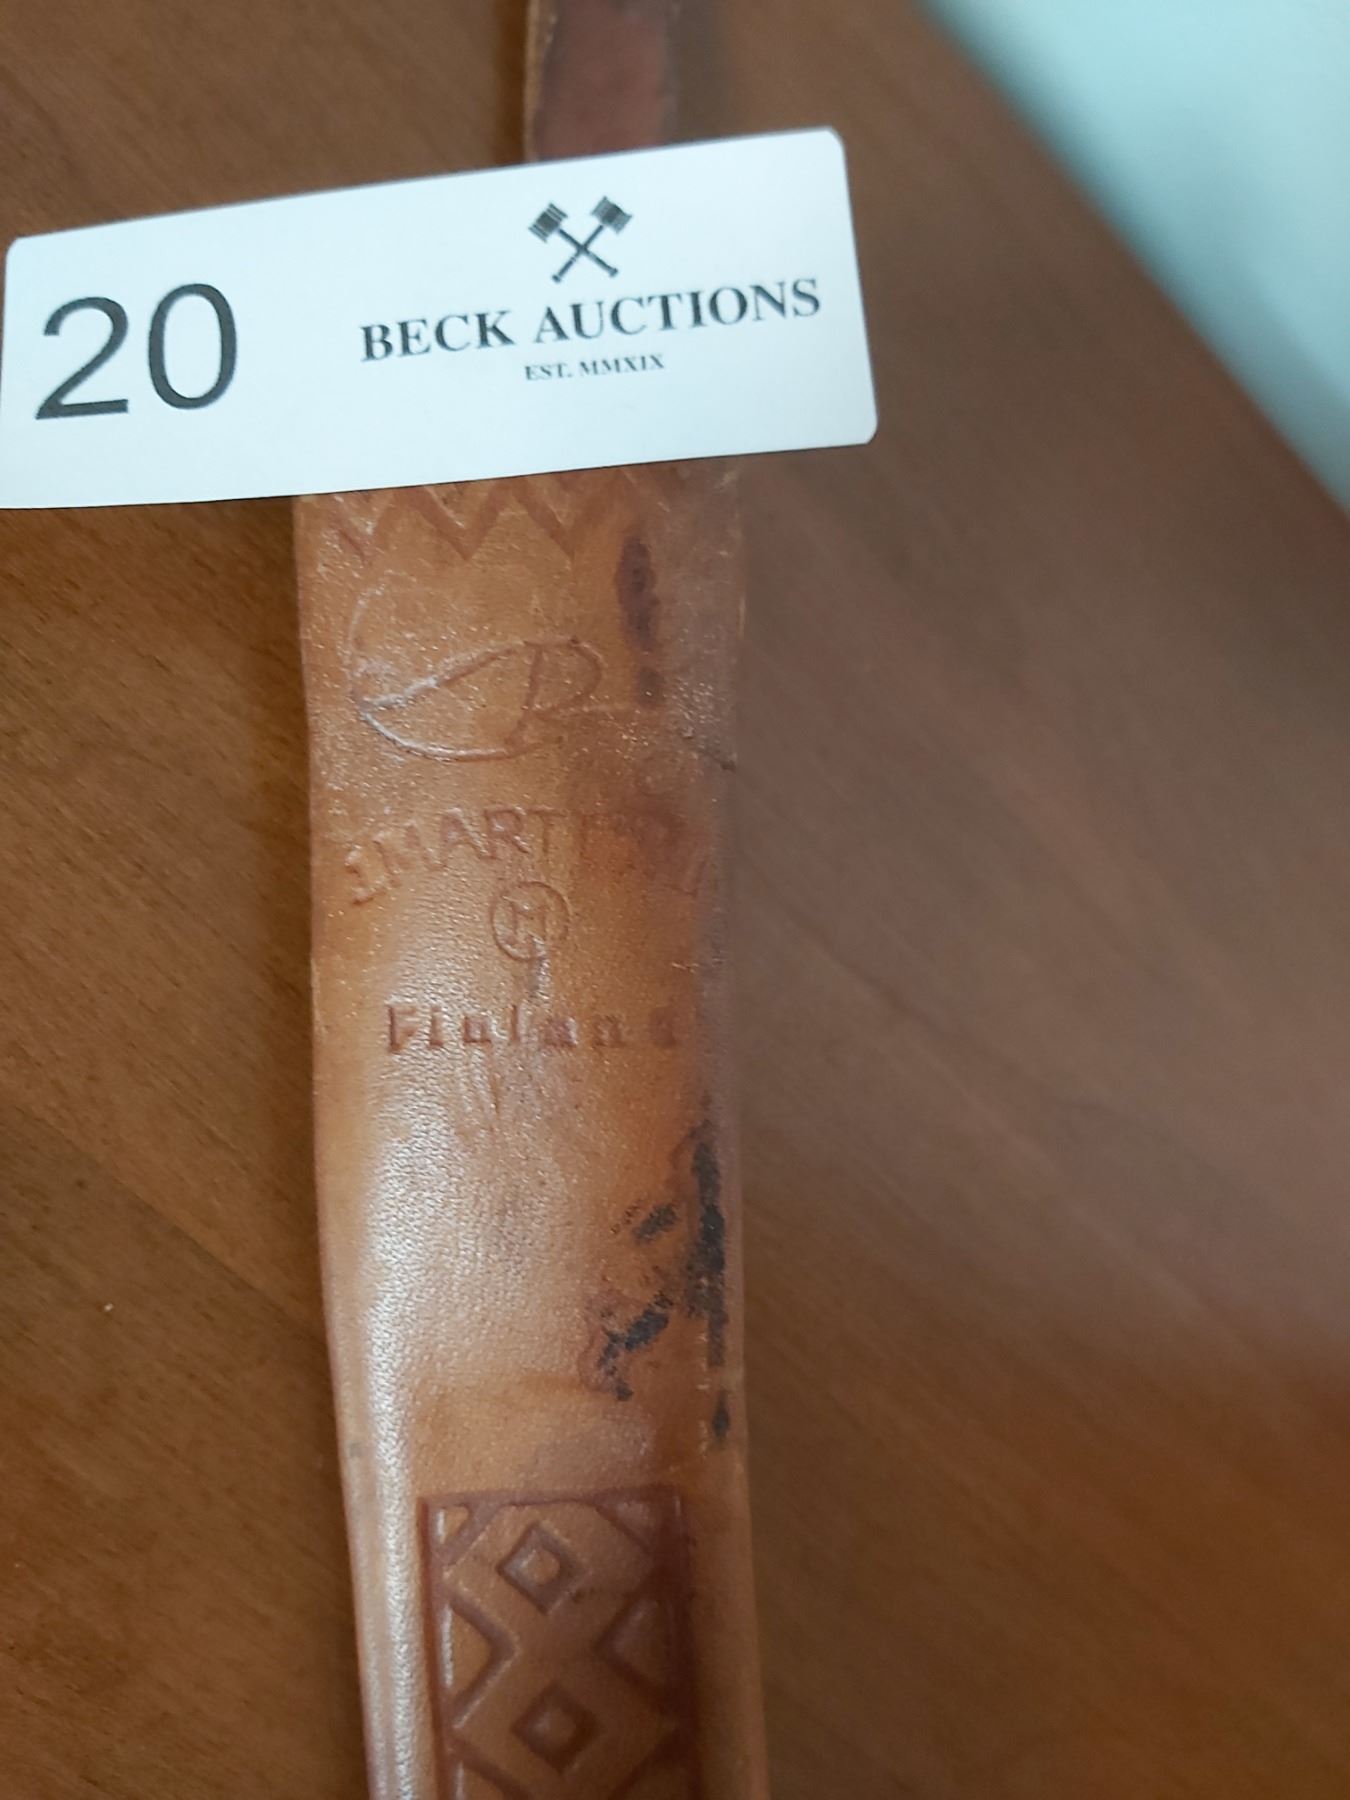 20
BECK AUCTIONS
EST. MMXIX
M
Finland